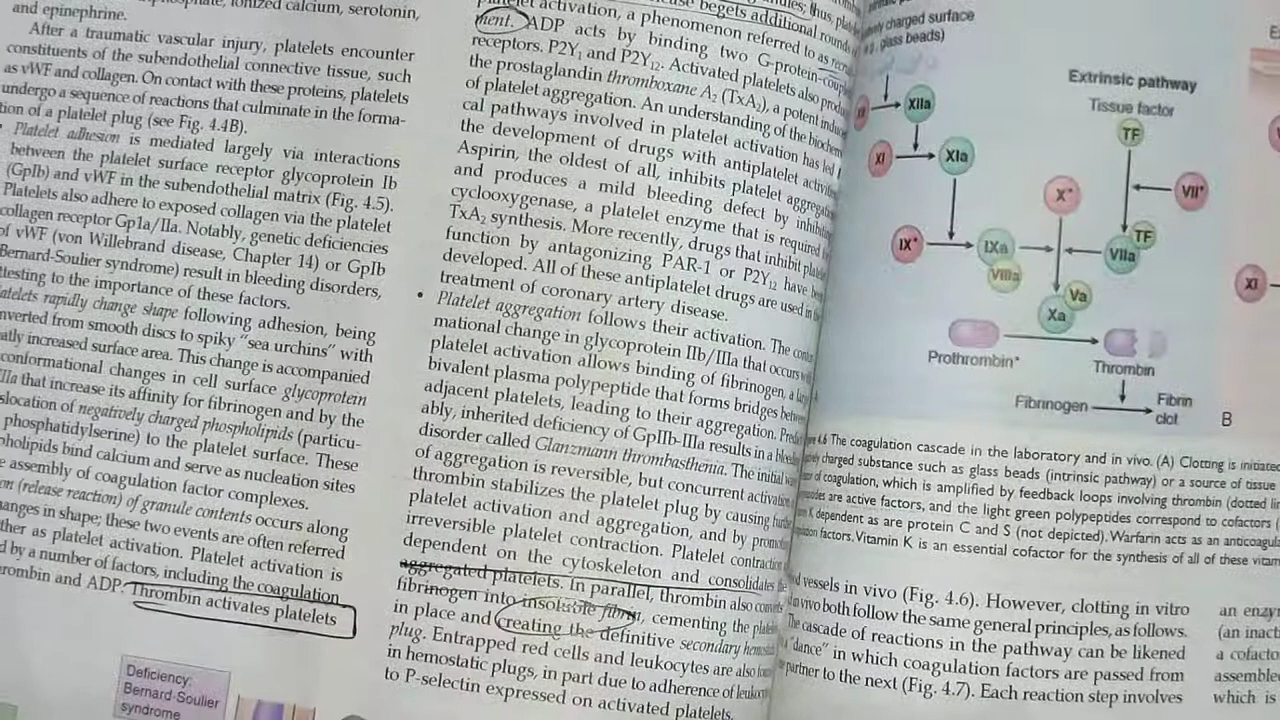 ionized calcium, serotonin,
and epinephrine.
After a traumatic vascular injury, platelets encounter
constituents of the subendothelial connective tissue, such
as vWF and collagen. On contact with these proteins, platelets
undergo a sequence of reactions that culminate in the forma-
tion of a platelet plug (see Fig. 4.4B).
• Platelet adhesion is mediated largely via interactions
between the platelet surface receptor glycoprotein Ib
(GpIb) and vWF in the subendothelial matrix (Fig. 4.5).
Platelets also adhere to exposed collagen via the platelet
collagen receptor Gp1a/IIa. Notably, genetic deficiencies
of vWF (von Willebrand disease, Chapter 14) or GpIb
Bernard-Soulier syndrome) result in bleeding disorders,
testing to the importance of these factors.
atelets rapidly change shape following adhesion, being
nverted from smooth discs to spiky "sea urchins" with
atly increased surface area. This change is accompanied
conformational changes in cell surface glycoprotein
IIa that increase its affinity for fibrinogen and by the
slocation of negatively charged phospholipids (particu-
phosphatidylserine) to the platelet surface. These
pholipids bind calcium and serve as nucleation sites
e assembly of coagulation factor complexes.
on (release reaction) of granule contents occurs along
anges in shape; these two events are often referred
ther as platelet activation. Platelet activation is
d by a number of factors, including the coagulation
rombin and ADP. Thrombin activates platelets
Deficiency:
Bernard-Soulier
syndrome
begets additional round
activation, a phenomenon referred to as
ment. ADP acts by binding two G-protein-coup
receptors. P2Y1 and P2Y12. Activated platelets also prod
the prostaglandin thromboxane A2 (TxA2), a potent induc
of platelet aggregation. An understanding of the biochem
cal pathways involved in platelet activation has led
the development of drugs with antiplatelet activit
Aspirin, the oldest of all, inhibits platelet aggregati
and produces a mild bleeding defect by inhibiting
cyclooxygenase, a platelet enzyme that is required
TxA2 synthesis. More recently, drugs that inhibit platel
function by antagonizing PAR-1 or P2Y12 have be
developed. All of these antiplatelet drugs are used in
treatment of coronary artery disease.
• Platelet aggregation follows their activation. The
mational change in glycoprotein IIb/IIIa that occurs
platelet activation allows binding of fibrinogen, a
bivalent plasma polypeptide that forms bridges betwe
adjacent platelets, leading to their aggregation. Predi
ably, inherited deficiency of GpIIb-IIIa results in a bleed
disorder called Glanzmann thrombasthenia. The initial
of aggregation is reversible, but concurrent activation
thrombin stabilizes the platelet plug by causing furth
platelet activation and aggregation, and by promo
irreversible platelet contraction. Platelet contraction
dependent on the cytoskeleton and consolidates
aggregated platelets. In parallel, thrombin also conv
fibrinogen into insoluble fibrin, cementing the platele
in place and creating the definitive secondary hemost
plug. Entrapped red cells and leukocytes are also
in hemostatic plugs, in part due to adherence of leukoc
to P-selectin expressed on activated platelets.
charged surface
glass beads)
XIIa
XI
XIa
IX*
IXa
VIIIa
Extrinsic pathway
Tissue factor
TF
VII*
X*
TF
VIIa
Va
Xa
Prothrombin*
Thrombin
Fibrinogen
Fibrin
clot
B
XI
4.6 The coagulation cascade in the laboratory and in vivo. (A) Clotting is initiated
charged substance such as glass beads (intrinsic pathway) or a source of tissue
of coagulation, which is amplified by feedback loops involving thrombin (dotted li
are active factors, and the light green polypeptides correspond to cofactors
K dependent as are protein C and S (not depicted). Warfarin acts as an anticoagula
factors. Vitamin K is an essential cofactor for the synthesis of all of these vitam
vessels in vivo (Fig. 4.6). However, clotting in vitro
in vivo both follow the same general principles, as follows.
The cascade of reactions in the pathway can be likened
"dance" in which coagulation factors are passed from
partner to the next (Fig. 4.7). Each reaction step involves
an enzy
(an inact
a cofacto
assemble
which is